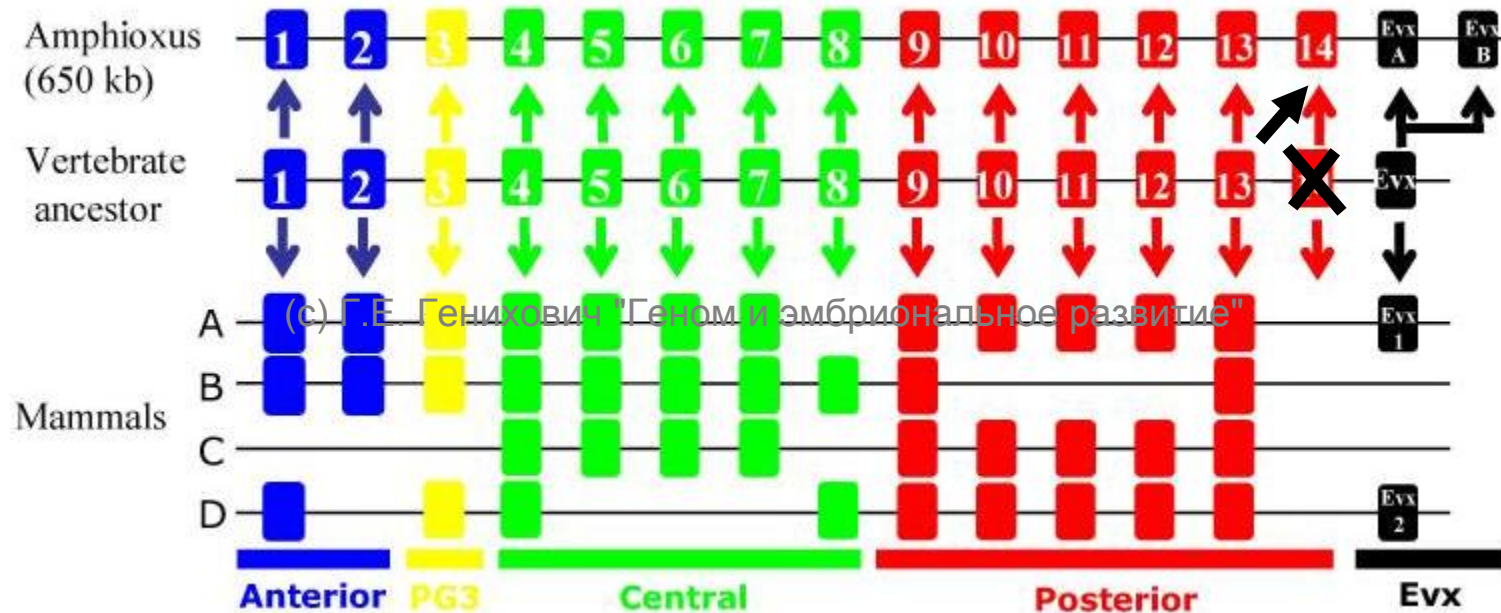 Amphioxus
(650 kb)
1 2 3 4 5 6 7 8 9 10 11 12 13 14 Evx A Evx B
Vertebrate
ancestor
1 2 3 4 5 6 7 8 9 10 11 12 13 Evx
(c) Г.Е. Генихович "Геном и эмбриональное развитие"
Mammals
A Evx 1
B
C
D Evx 2
Anterior PG3 Central Posterior Evx